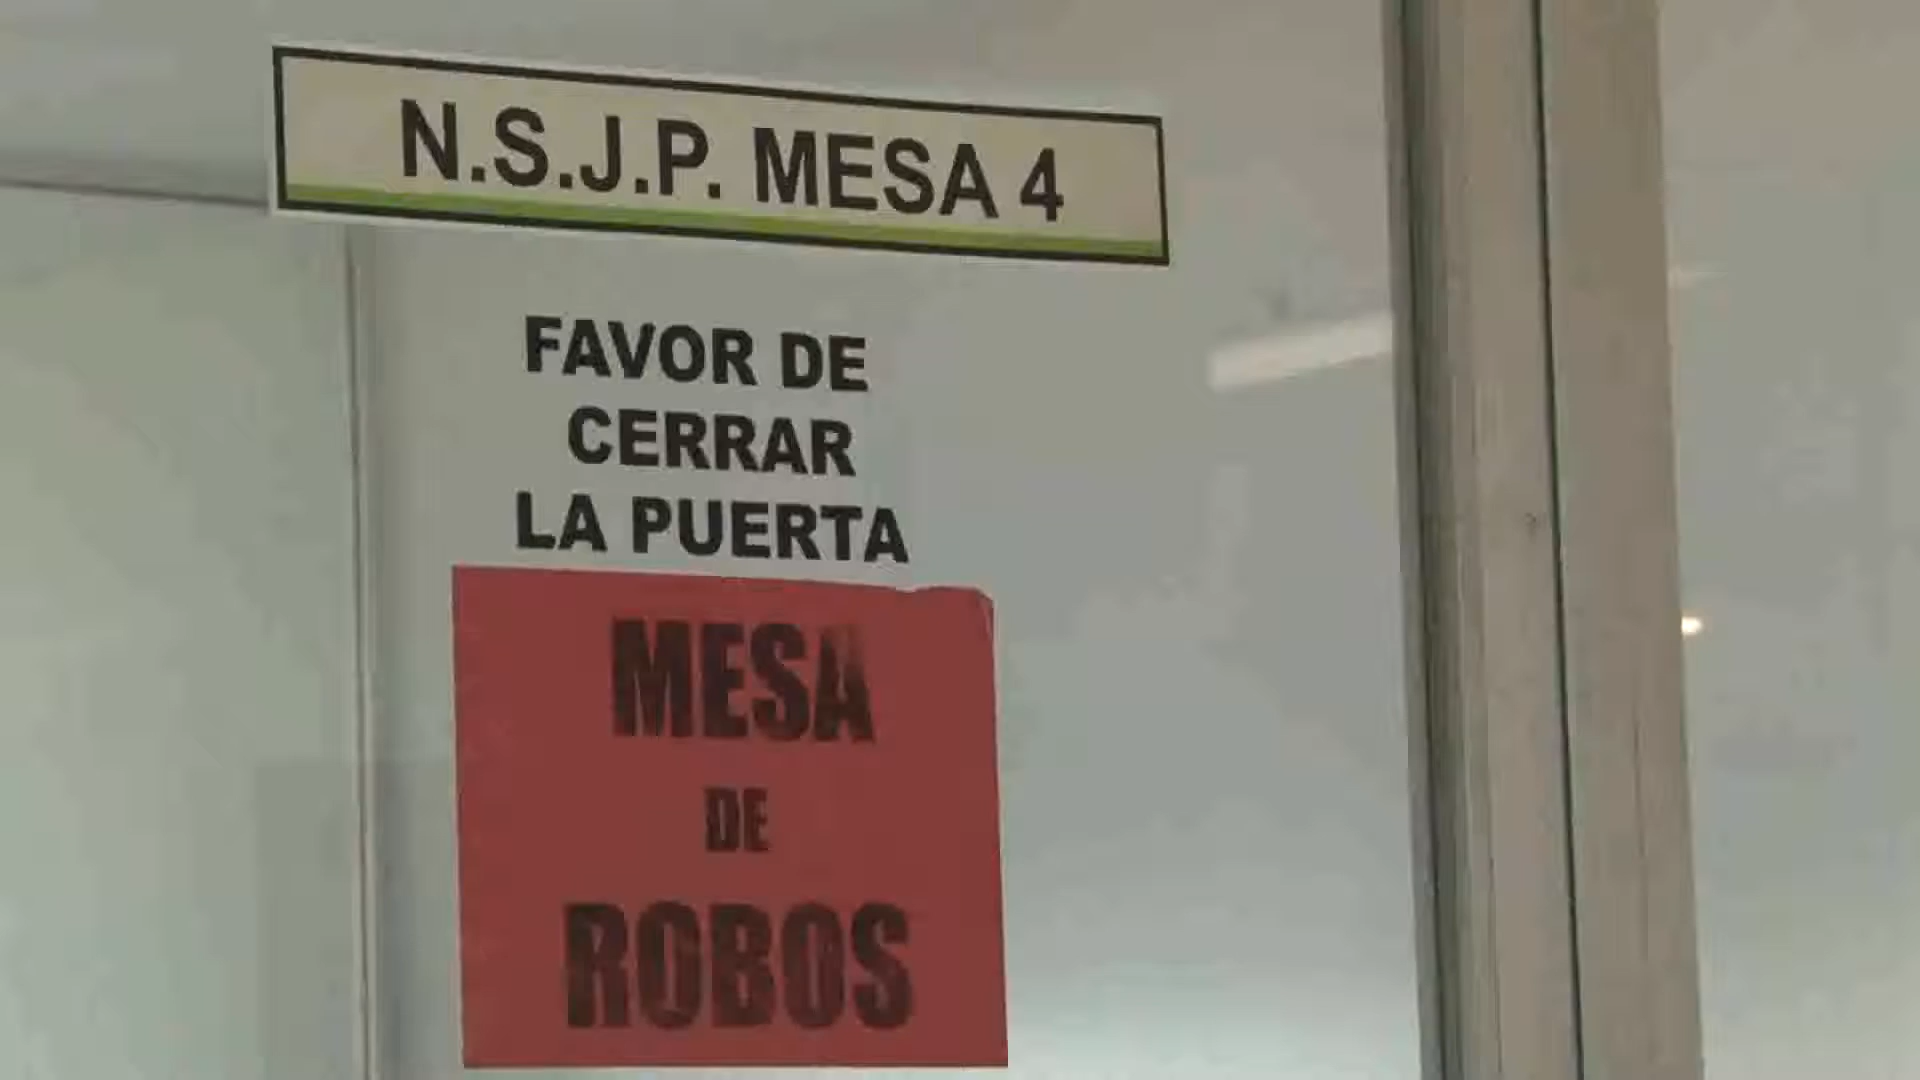 N.S.J.P. MESA 4
FAVOR DE
CERRAR
LA PUERTA
MESA
DE
ROBOS